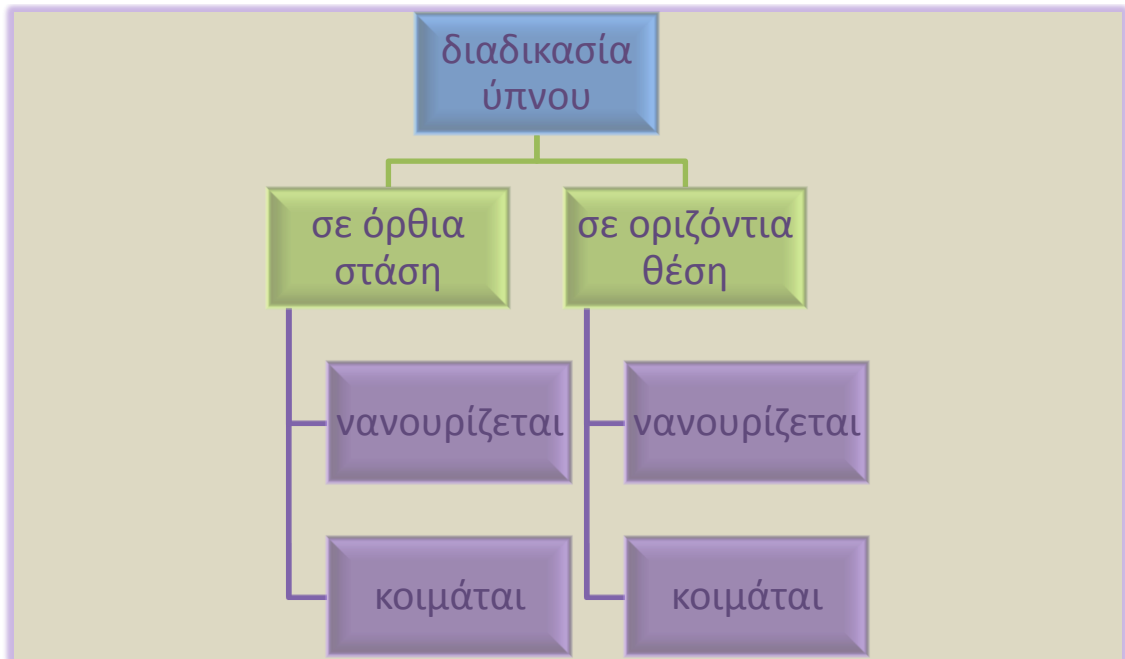 διαδικασία
ύπνου
σε όρθια
στάση
σε οριζόντια
θέση
νανουρίζεται
νανουρίζεται
κοιμάται
κοιμάται